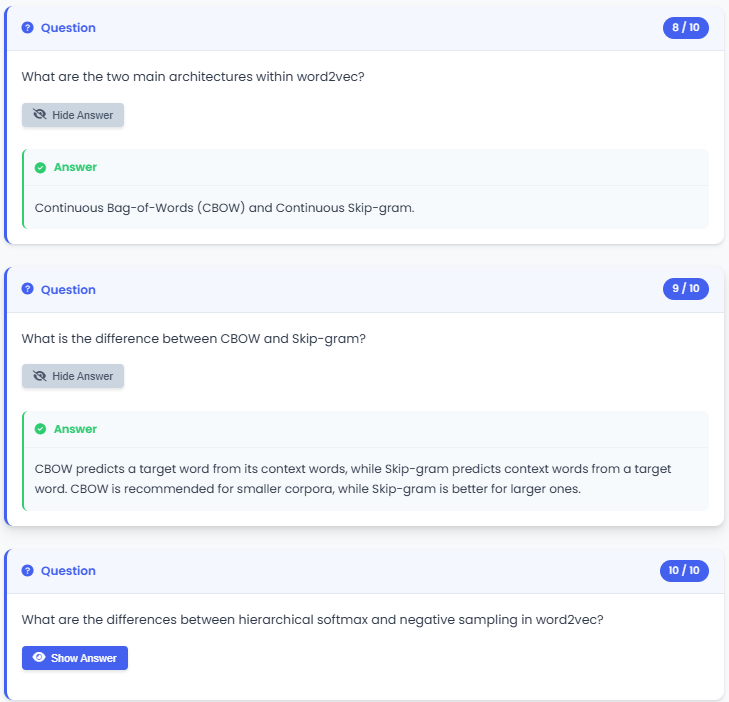 Question
8 / 10
What are the two main architectures within word2vec?
Hide Answer
Answer
Continuous Bag-of-Words (CBOW) and Continuous Skip-gram.
Question
9 / 10
What is the difference between CBOW and Skip-gram?
Hide Answer
Answer
CBOW predicts a target word from its context words, while Skip-gram predicts context words from a target
word. CBOW is recommended for smaller corpora, while Skip-gram is better for larger ones.
Question
10 / 10
What are the differences between hierarchical softmax and negative sampling in word2vec?
Show Answer